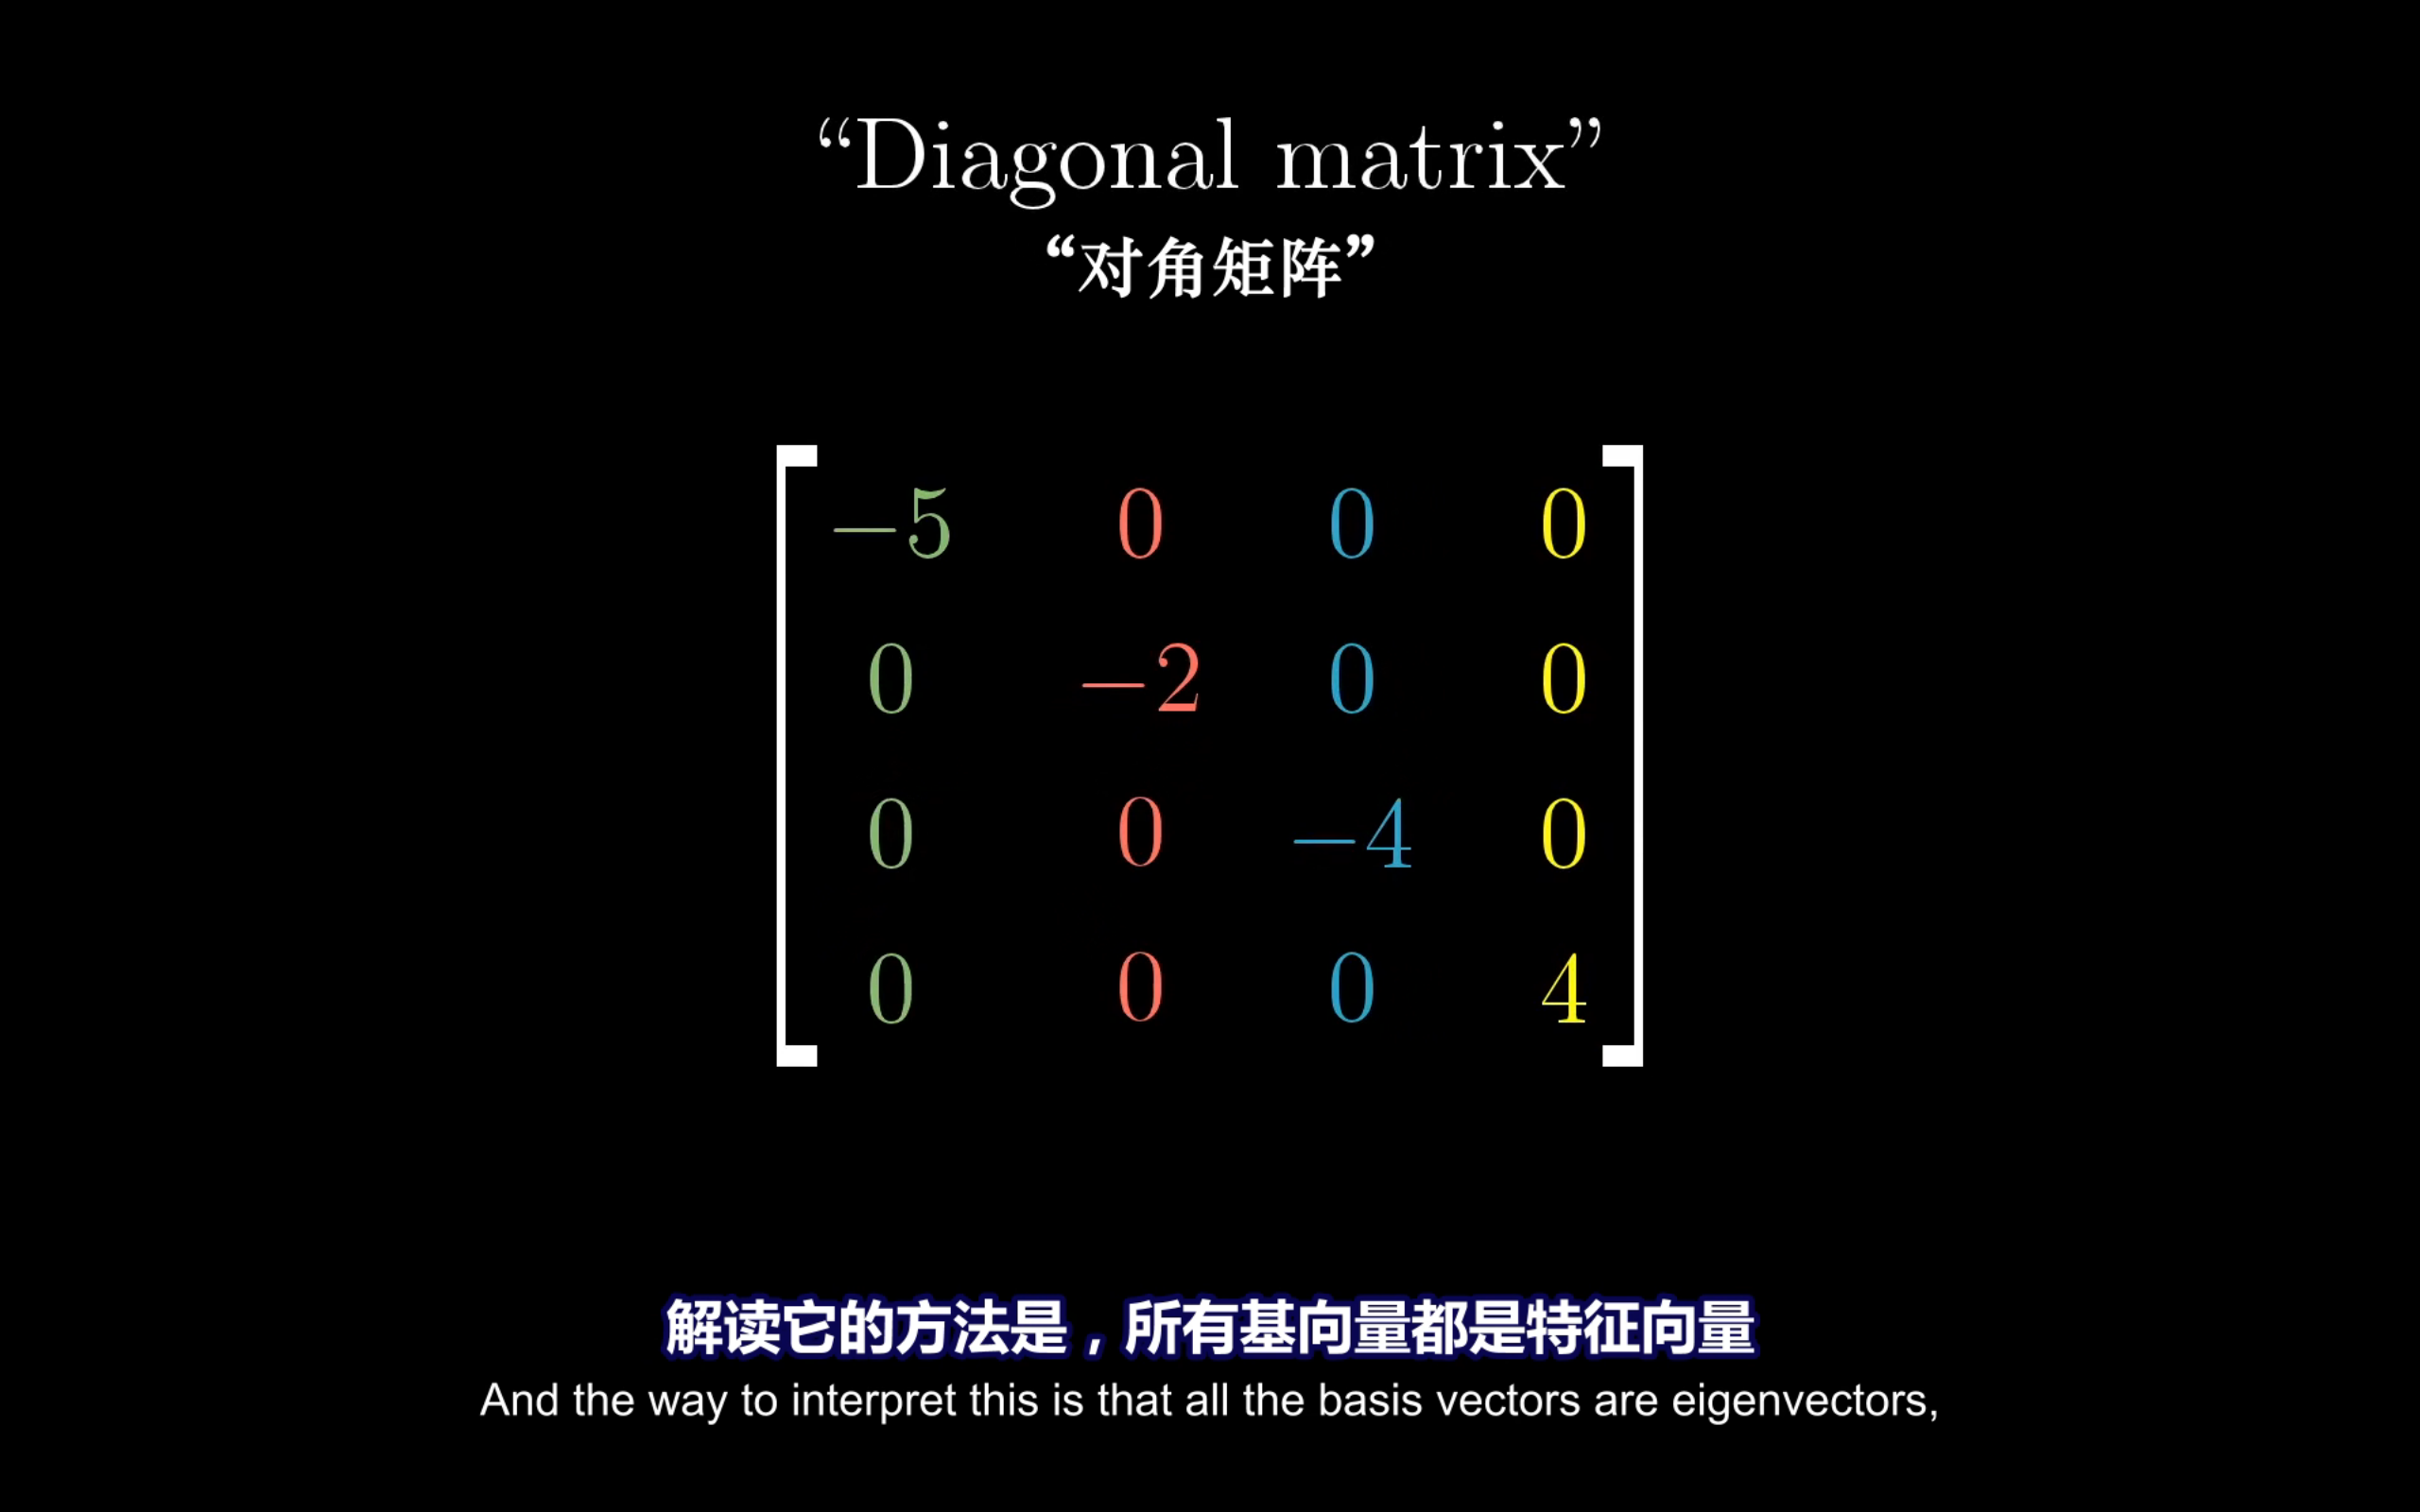 “Diagonal matrix”
“对角矩阵”
−5 0 0 0
0 −2 0 0
0 0 −4 0
0 0 0 4
解读它的方法是，所有基向量都是特征向量
And the way to interpret this is that all the basis vectors are eigenvectors,